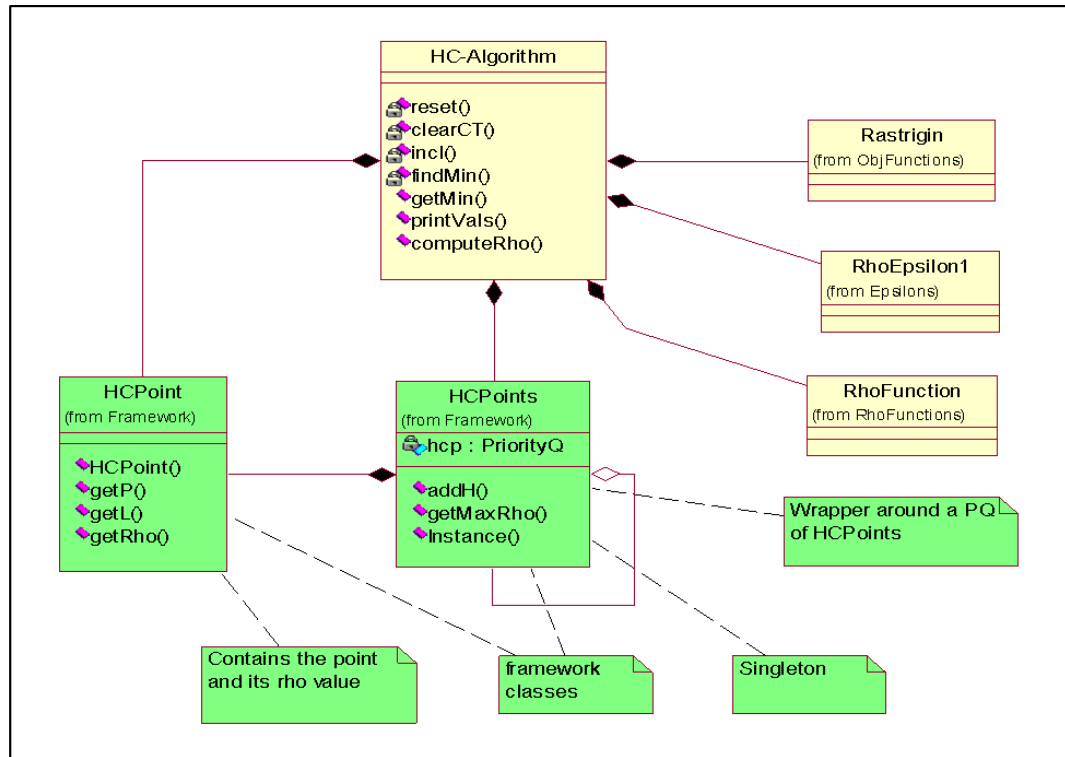 HC-Algorithm
reset()
clearCT()
incl()
findMin()
getMin()
printVals()
computeRho()
Rastrigin
(from ObjFunctions)
RhoEpsilon1
(from Epsilons)
RhoFunction
(from RhoFunctions)
HCPoint
(from Framework)
HCPoint()
getP()
getL()
getRho()
HCPoints
(from Framework)
hcp : PriorityQ
addH()
getMaxRho()
Instance()
Wrapper around a PQ
of HCPoints
Contains the point
and its rho value
framework
classes
Singleton